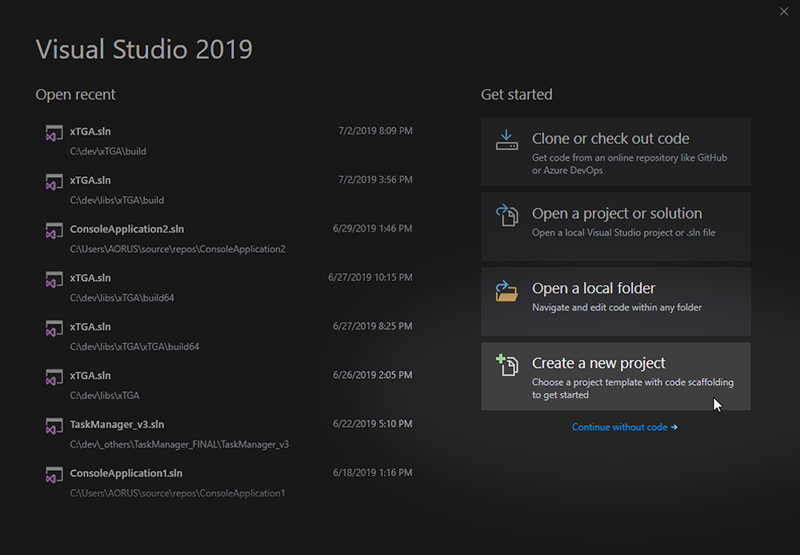 Visual Studio 2019
Open recent
xTGA.sln 7/2/2019 8:09 PM
C:\dev\xTGA\build
xTGA.sln 7/2/2019 3:56 PM
C:\dev\libs\xTGA\build
ConsoleApplication2.sln 6/29/2019 1:46 PM
C:\Users\AORUS\source\repos\ConsoleApplication2
xTGA.sln 6/27/2019 10:15 PM
C:\dev\libs\xTGA\build64
xTGA.sln 6/27/2019 8:25 PM
C:\dev\libs\xTGA\xTGA\build64
xTGA.sln 6/26/2019 2:05 PM
C:\dev\libs\xTGA
TaskManager_v3.sln 6/22/2019 5:10 PM
C:\dev\_others\TaskManager_FINAL\TaskManager_v3
ConsoleApplication1.sln 6/18/2019 1:16 PM
C:\Users\AORUS\source\repos\ConsoleApplication1
Get started
Clone or check out code
Get code from an online repository like GitHub
or Azure DevOps
Open a project or solution
Open a local Visual Studio project or .sln file
Open a local folder
Navigate and edit code within any folder
Create a new project
Choose a project template with code scaffolding
to get started
Continue without code →